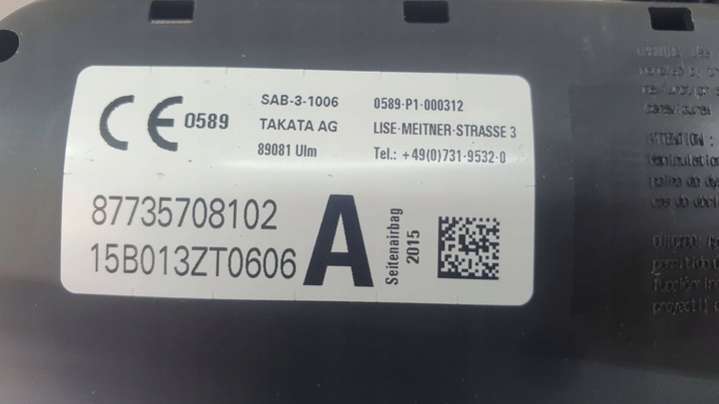 CE 0589
SAB-3-1006
TAKATA AG
89081 Ulm
0589-P1-000312
LISE-MEITNER-STRASSE 3
Tel.: +49(0)731-9532-0
87735708102
15B013ZT0606
A
Seitenairbag
2015
ATTENTION :